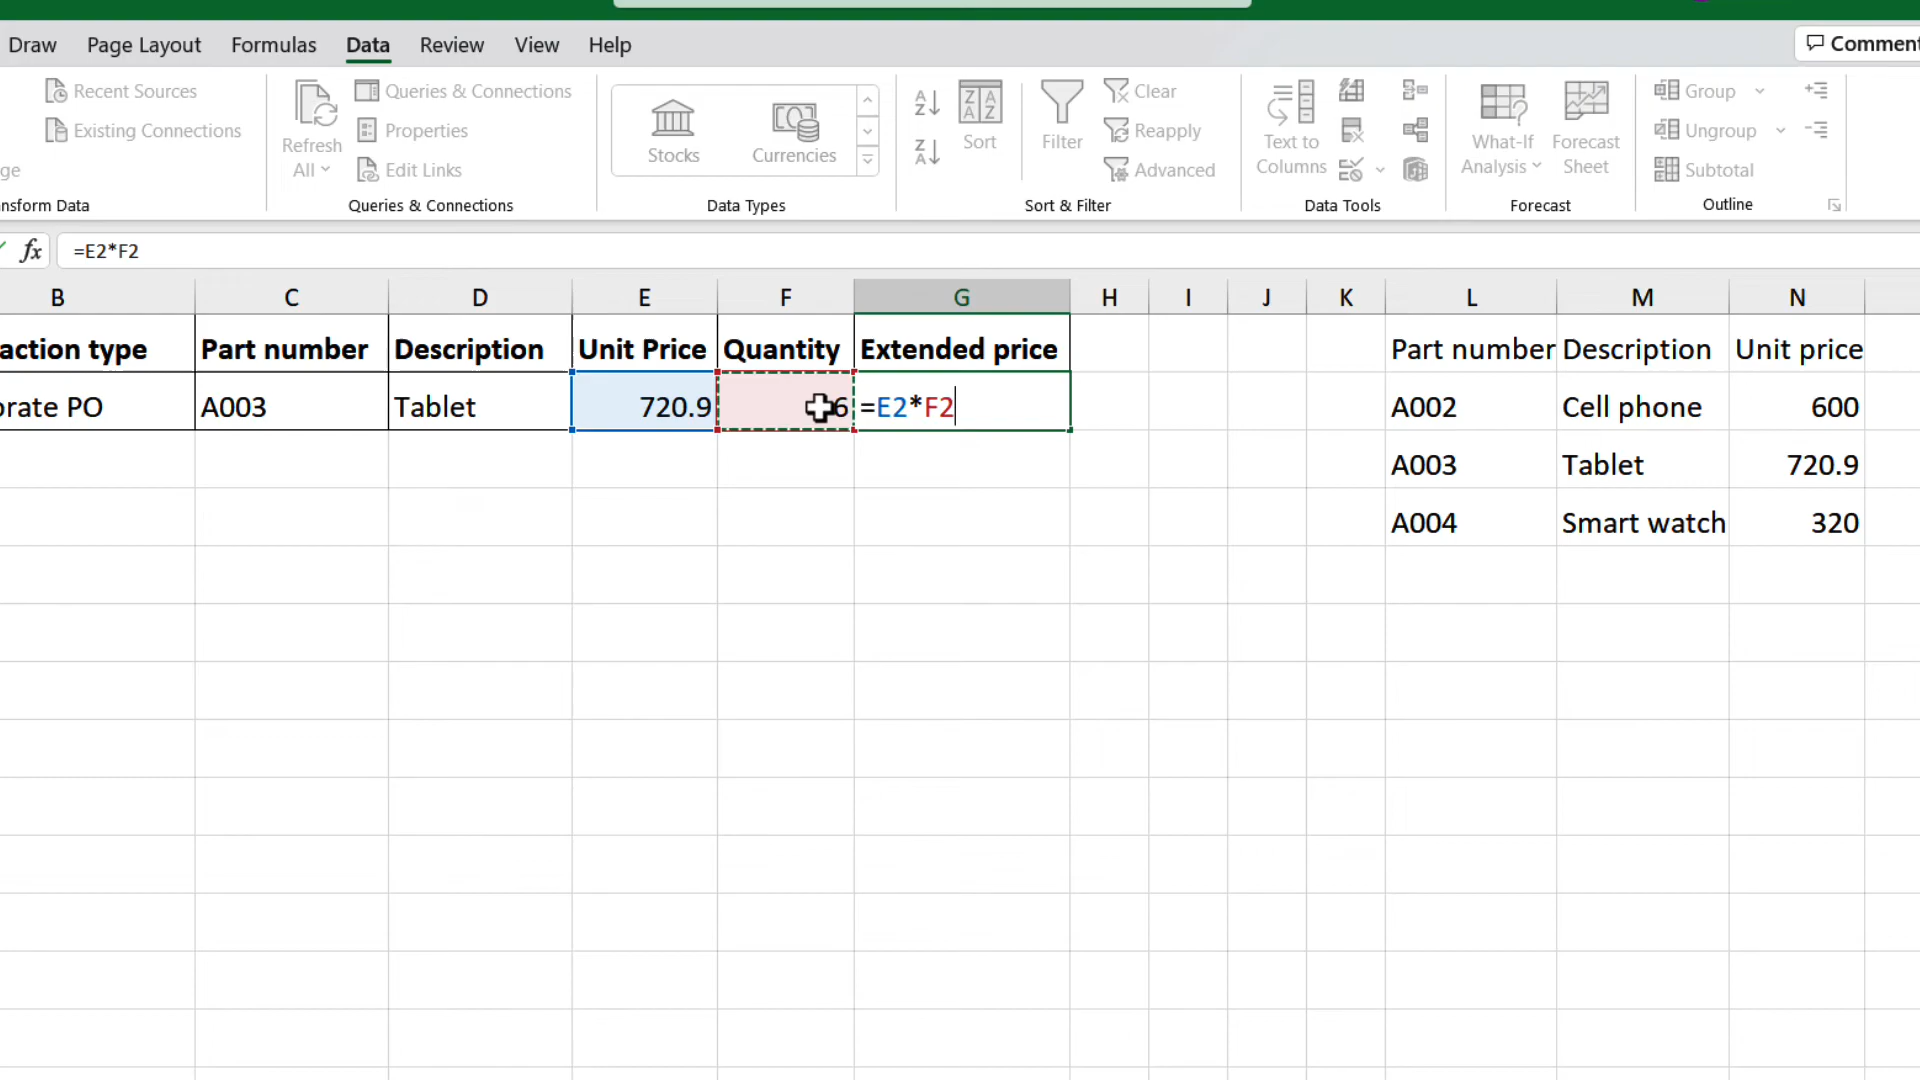 Draw Page Layout Formulas Data Review View Help
Comment
Recent Sources
Existing Connections
ge
nsform Data
Refresh
All
Queries & Connections
Properties
Edit Links
Queries & Connections
Stocks
Currencies
Data Types
A
Z
Z
A
Z A
A Z
Sort
Filter
Clear
Reapply
Advanced
Sort & Filter
Text to
Columns
Data Tools
What-If
Analysis
Forecast
Sheet
Forecast
Group
Ungroup
Subtotal
Outline
fx =E2*F2
B C D E F G H I J K L M N
action type Part number Description Unit Price Quantity Extended price Part number Description Unit price
orate PO A003 Tablet 720.9 6 =E2*F2 A002 Cell phone 600
A003 Tablet 720.9
A004 Smart watch 320